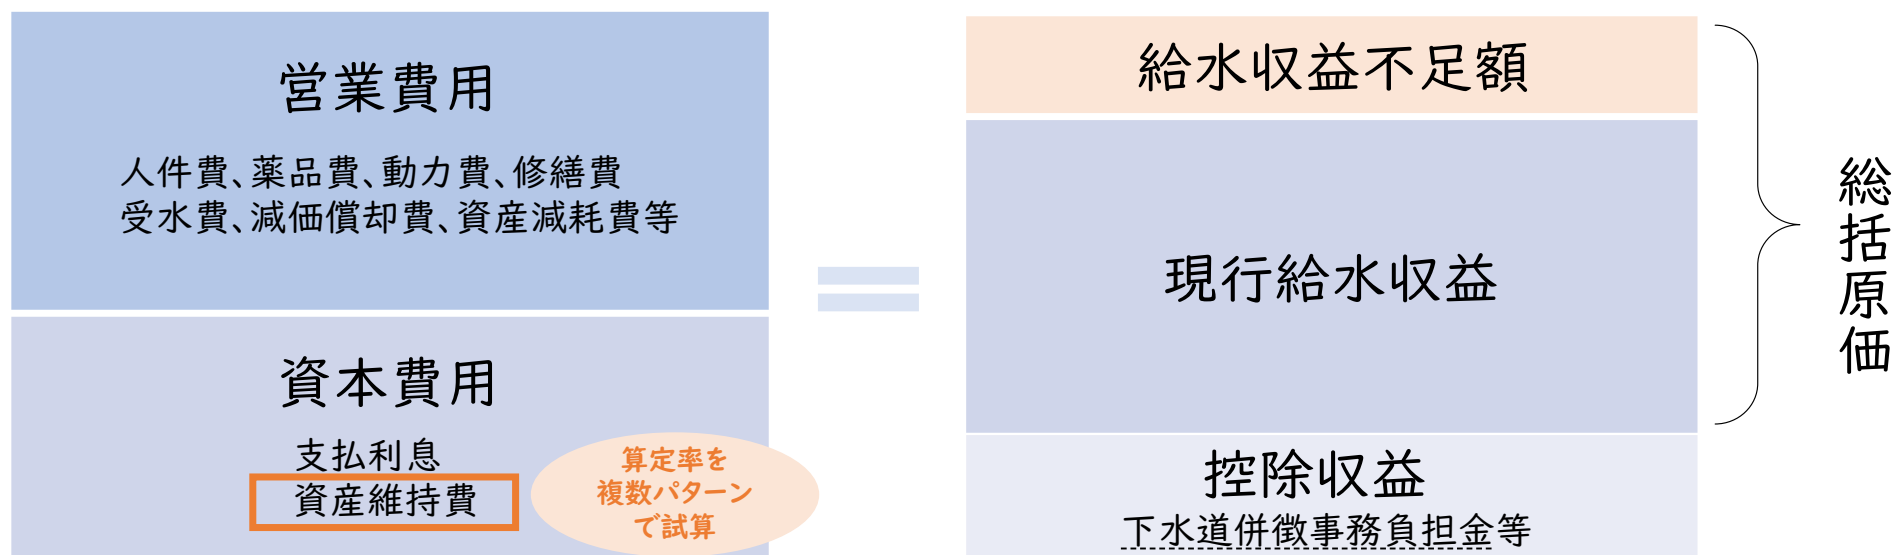 営業費用
人件費、薬品費、動力費、修繕費
受水費、減価償却費、資産減耗費等
資本費用
支払利息
資産維持費
算定率を
複数パターン
で試算
給水収益不足額
現行給水収益
控除収益
下水道併徴事務負担金等
総括原価